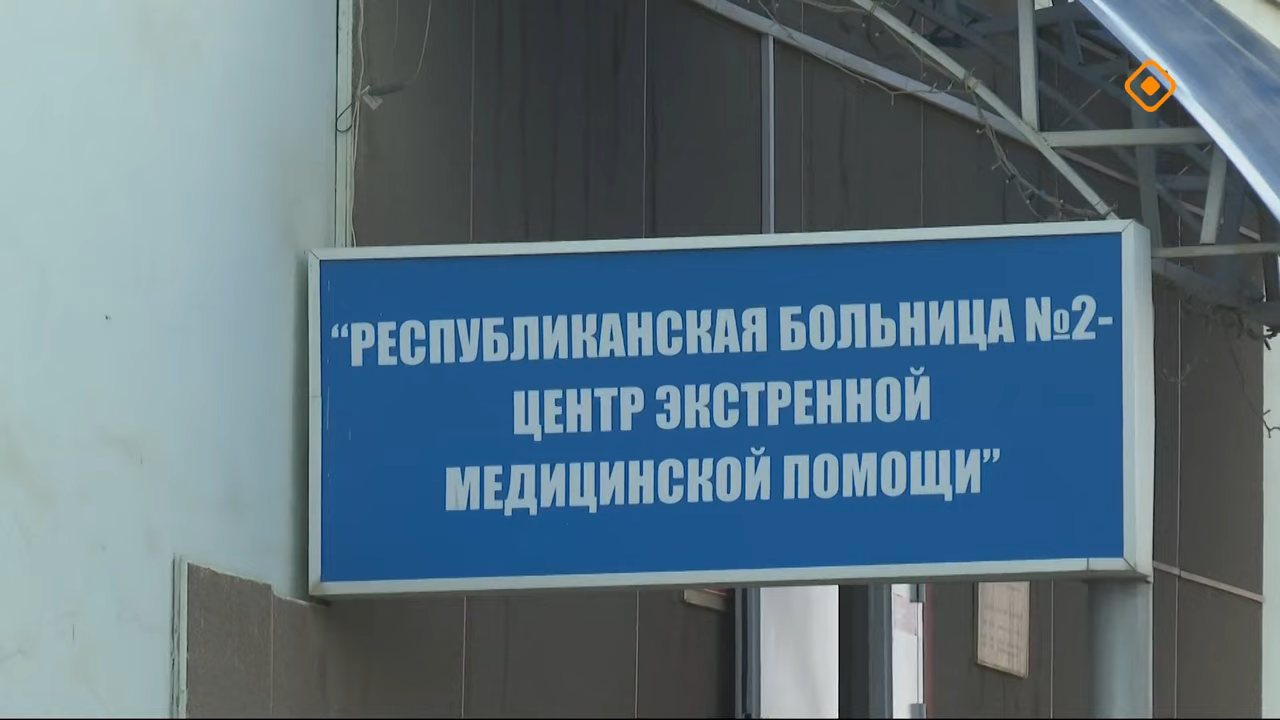 “РЕСПУБЛИКАНСКАЯ БОЛЬНИЦА №2-
ЦЕНТР ЭКСТРЕННОЙ
МЕДИЦИНСКОЙ ПОМОЩИ”